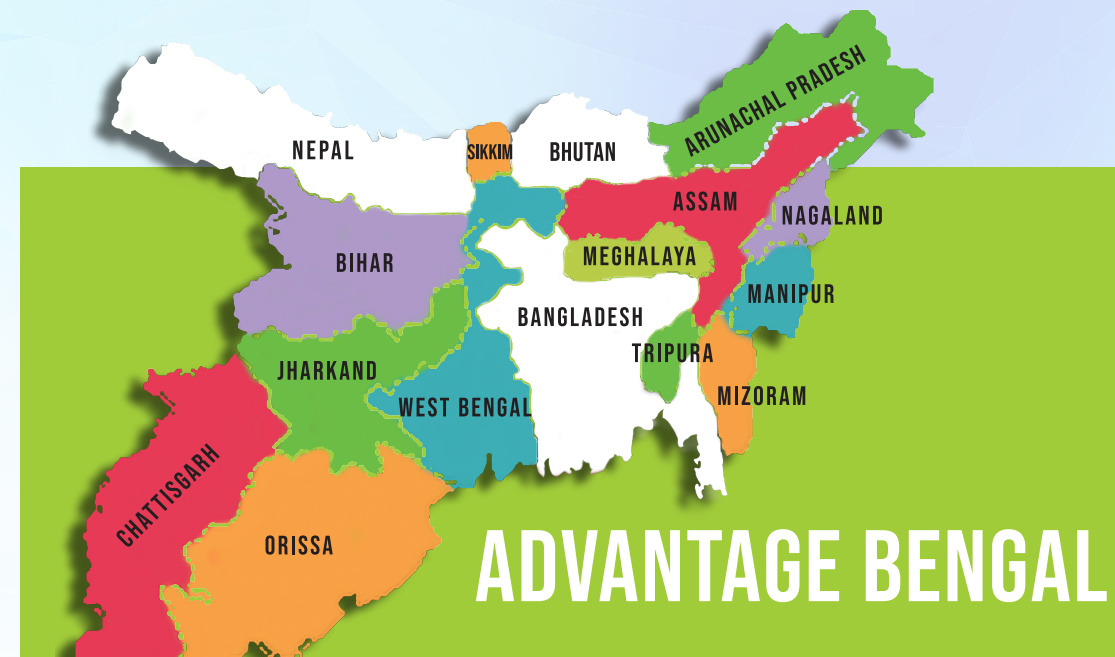 ARUNACHAL PRADESH
NEPAL
SIKKIM
BHUTAN
ASSAM
NAGALAND
BIHAR
MEGHALAYA
MANIPUR
BANGLADESH
TRIPURA
JHARKAND
MIZORAM
WEST BENGAL
CHATTISGARH
ORISSA
ADVANTAGE BENGAL